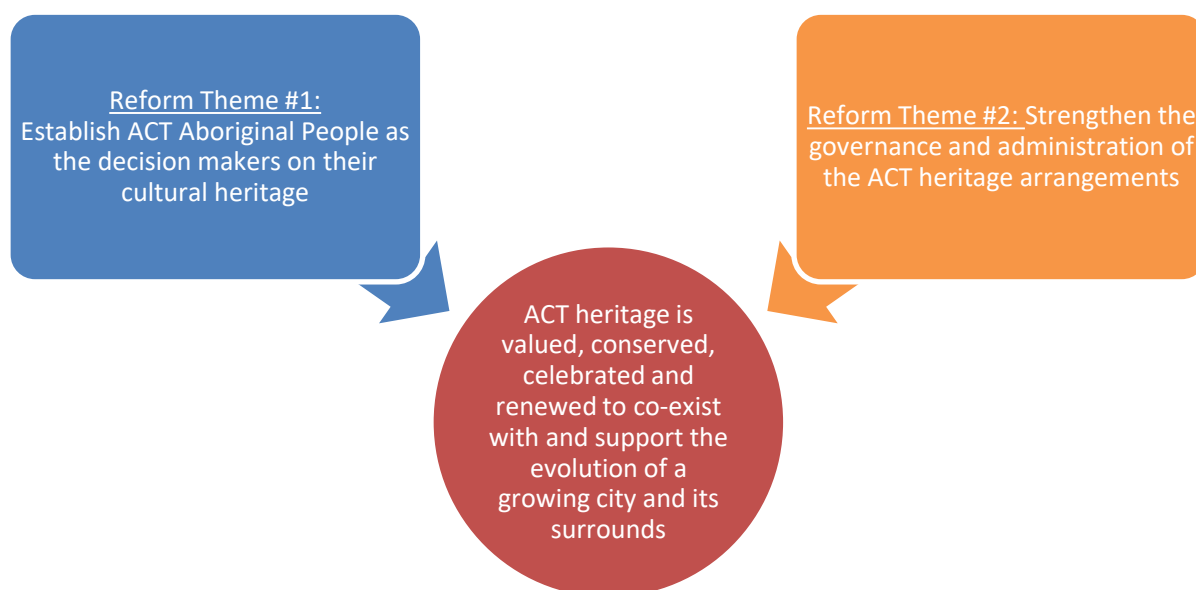 Reform Theme #1:
Establish ACT Aboriginal People as
the decision makers on their
cultural heritage
Reform Theme #2: Strengthen the
governance and administration of
the ACT heritage arrangements
ACT heritage is
valued, conserved,
celebrated and
renewed to co-exist
with and support the
evolution of a
growing city and its
surrounds